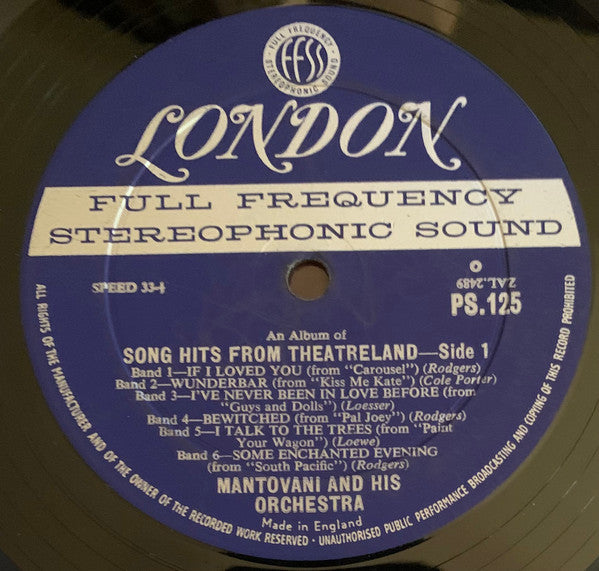 FULL FREQUENCY
FFSS
STEREOPHONIC SOUND
LONDON
FULL FREQUENCY
STEREOPHONIC SOUND
SPEED 33⅓
ZAL.2489
PS.125
An Album of
SONG HITS FROM THEATRELAND—Side 1
Band 1—IF I LOVED YOU (from "Carousel") (Rodgers)
Band 2—WUNDERBAR (from "Kiss Me Kate") (Cole Porter)
Band 3—I'VE NEVER BEEN IN LOVE BEFORE (from
"Guys and Dolls") (Loesser)
Band 4—BEWITCHED (from "Pal Joey") (Rodgers)
Band 5—I TALK TO THE TREES (from "Paint
Your Wagon") (Loewe)
Band 6—SOME ENCHANTED EVENING
(from "South Pacific") (Rodgers)
MANTOVANI AND HIS
ORCHESTRA
Made in England
ALL RIGHTS OF THE MANUFACTURER AND OF THE OWNER OF THE RECORDED WORK RESERVED · UNAUTHORISED PUBLIC PERFORMANCE BROADCASTING AND COPYING OF THIS RECORD PROHIBITED